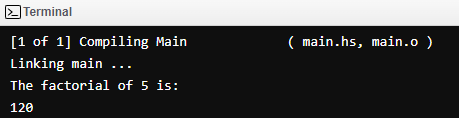 Terminal
[1 of 1] Compiling Main             ( main.hs, main.o )
Linking main ...
The factorial of 5 is:
120